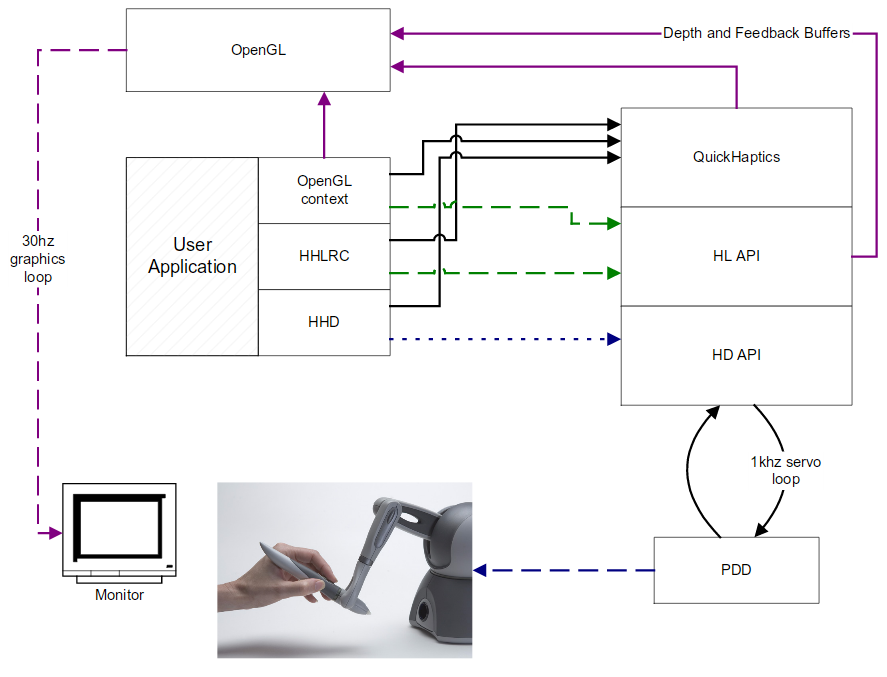 OpenGL
Depth and Feedback Buffers
QuickHaptics
OpenGL
context
User
Application
HHLRC
HL API
30hz
graphics
loop
HHD
HD API
1khz servo
loop
PDD
Monitor